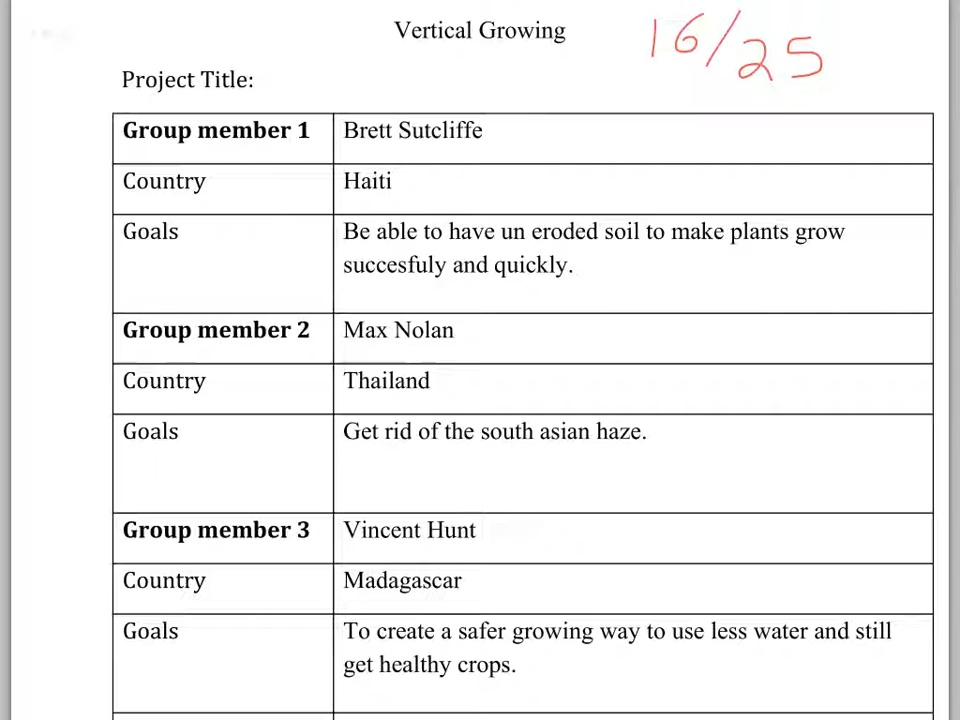 Vertical Growing
16/25
Project Title:
Group member 1 Brett Sutcliffe
Country Haiti
Goals Be able to have un eroded soil to make plants grow
succesfuly and quickly.
Group member 2 Max Nolan
Country Thailand
Goals Get rid of the south asian haze.
Group member 3 Vincent Hunt
Country Madagascar
Goals To create a safer growing way to use less water and still
get healthy crops.